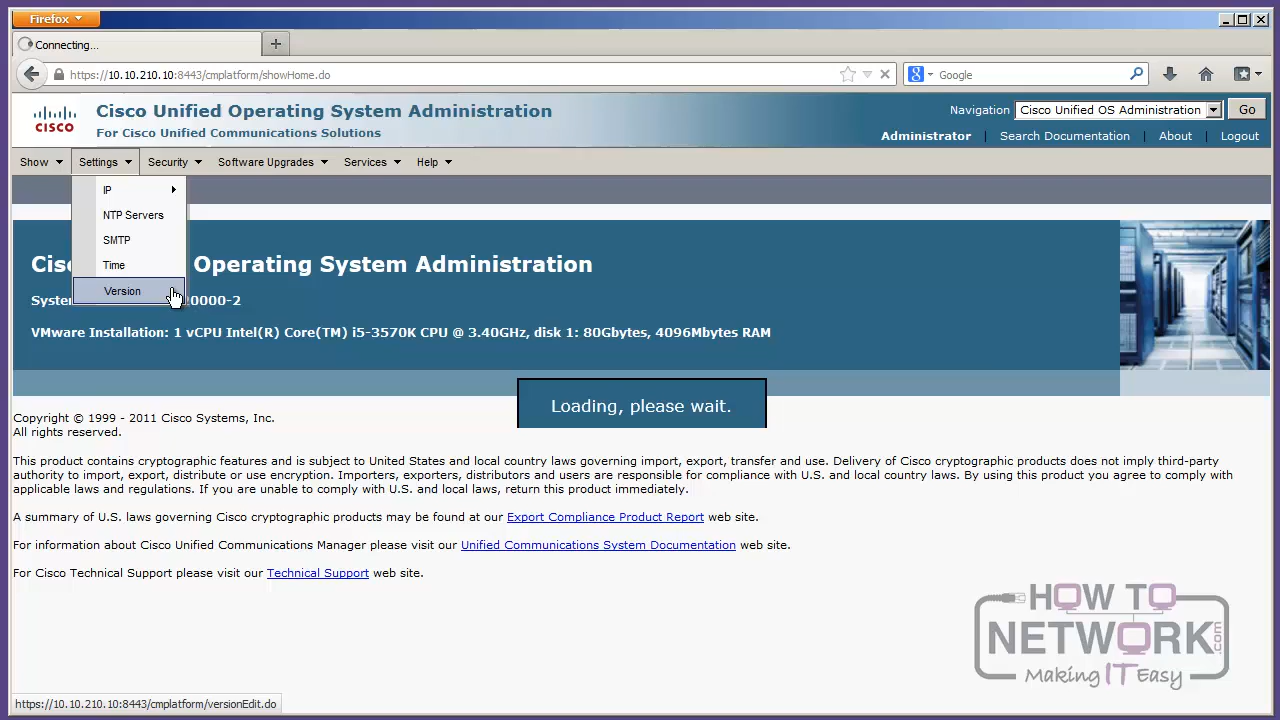 Firefox
Connecting...
https://10.10.210.10:8443/cmplatform/showHome.do
Google
CISCO
Cisco Unified Operating System Administration
For Cisco Unified Communications Solutions
Navigation Cisco Unified OS Administration Go
Administrator | Search Documentation | About | Logout
Show Settings Security Software Upgrades Services Help
IP
NTP Servers
SMTP
Time
Version
Cisc Operating System Administration
System 0000-2
VMware Installation: 1 vCPU Intel(R) Core(TM) i5-3570K CPU @ 3.40GHz, disk 1: 80Gbytes, 4096Mbytes RAM
Loading, please wait.
Copyright © 1999 - 2011 Cisco Systems, Inc.
All rights reserved.
This product contains cryptographic features and is subject to United States and local country laws governing import, export, transfer and use. Delivery of Cisco cryptographic products does not imply third-party
authority to import, export, distribute or use encryption. Importers, exporters, distributors and users are responsible for compliance with U.S. and local country laws. By using this product you agree to comply with
applicable laws and regulations. If you are unable to comply with U.S. and local laws, return this product immediately.
A summary of U.S. laws governing Cisco cryptographic products may be found at our Export Compliance Product Report web site.
For information about Cisco Unified Communications Manager please visit our Unified Communications System Documentation web site.
For Cisco Technical Support please visit our Technical Support web site.
HOW TO
NETWORK.com
Making IT Easy
https://10.10.210.10:8443/cmplatform/versionEdit.do